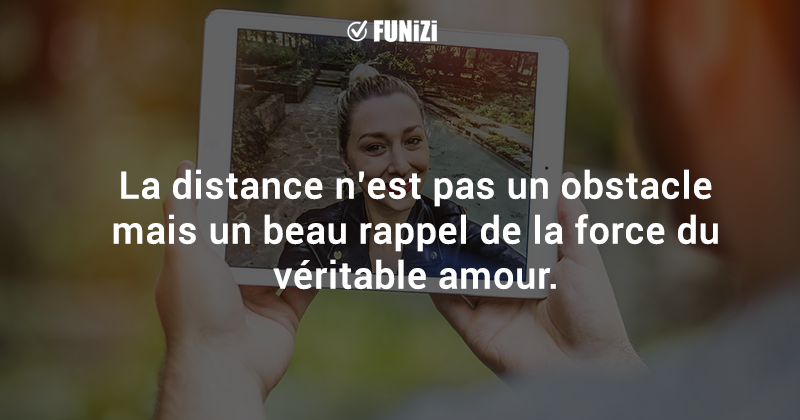 FUNiZi
La distance n'est pas un obstacle
mais un beau rappel de la force du
véritable amour.